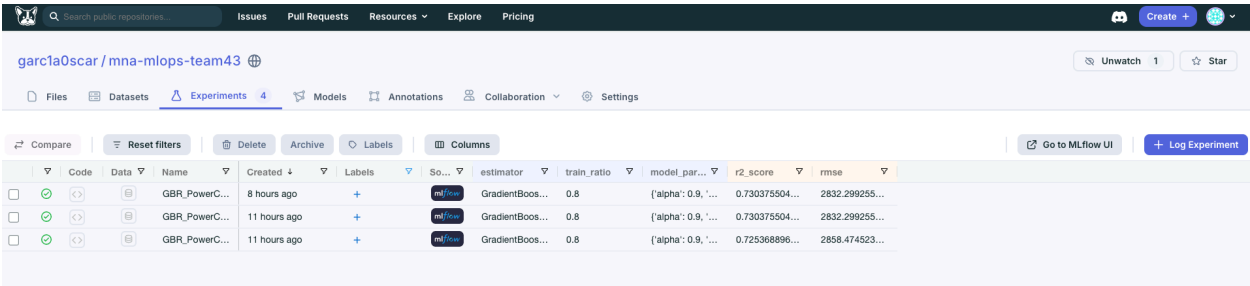 Search public repositories...
Issues Pull Requests Resources Explore Pricing
Create +
garc1a0scar / mna-mlops-team43
Unwatch 1 Star
Files Datasets Experiments 4 Models Annotations Collaboration Settings
Compare Reset filters Delete Archive Labels Columns Go to MLflow UI + Log Experiment
Code Data Name Created ↓ Labels So... estimator train_ratio model_par... r2_score rmse
GBR_PowerC... 8 hours ago + mlflow GradientBoos... 0.8 {'alpha': 0.9, '... 0.730375504... 2832.299255...
GBR_PowerC... 11 hours ago + mlflow GradientBoos... 0.8 {'alpha': 0.9, '... 0.730375504... 2832.299255...
GBR_PowerC... 11 hours ago + mlflow GradientBoos... 0.8 {'alpha': 0.9, '... 0.725368896... 2858.474523...